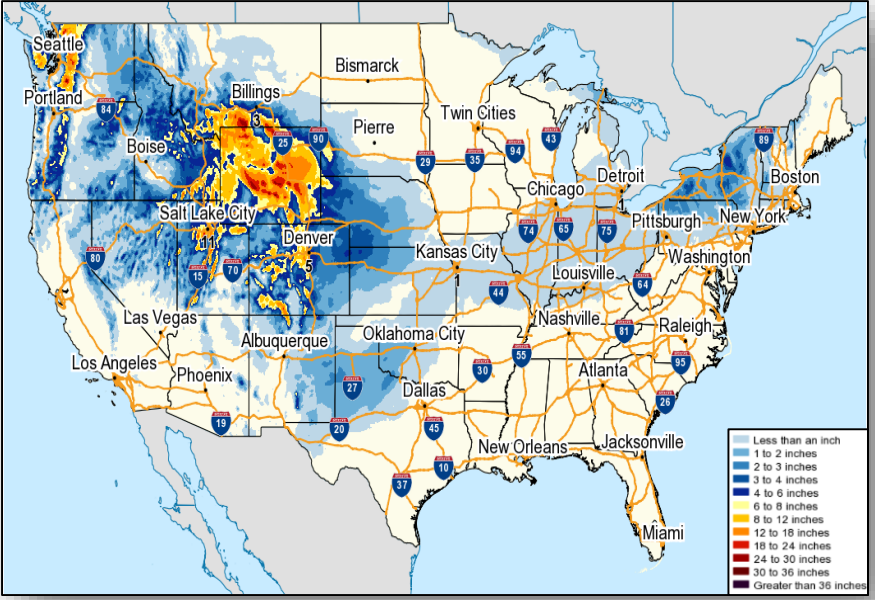 Seattle
Portland
84
Billings
3
25
90
Bismarck
Pierre
Twin Cities
29
35
94
43
89
Boise
Boston
Chicago
Detroit
1
Salt Lake City
11
Denver
5
74
65
75
Pittsburgh
New York
80
15
70
Kansas City
1
Washington
Louisville
44
64
Las Vegas
Albuquerque
Oklahoma City
Nashville
81
Raleigh
55
95
Los Angeles
Phoenix
27
30
Dallas
Atlanta
26
19
20
45
New Orleans
Jacksonville
10
37
Miami
Less than an inch
1 to 2 inches
2 to 3 inches
3 to 4 inches
4 to 6 inches
6 to 8 inches
8 to 12 inches
12 to 18 inches
18 to 24 inches
24 to 30 inches
30 to 36 inches
Greater than 36 inches